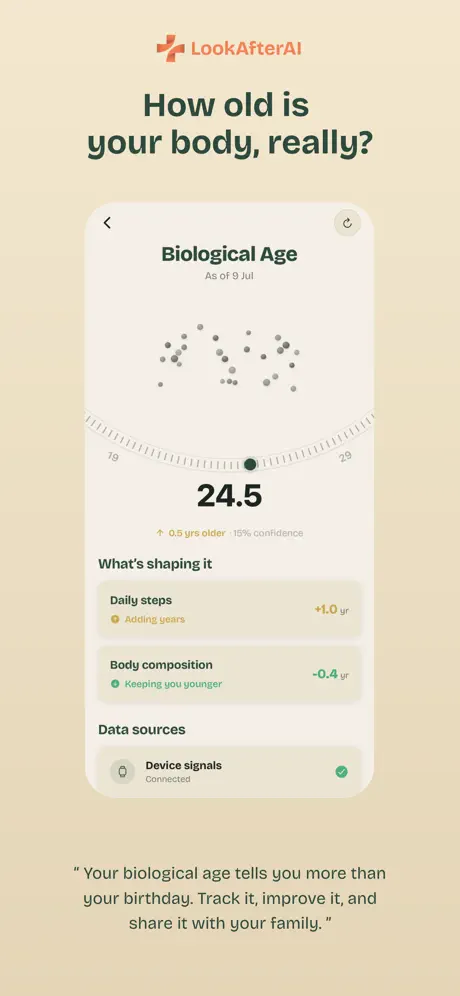 LookAfterAI
How old is
your body, really?
Biological Age
As of 9 Jul
19
29
24.5
↑ 0.5 yrs older · 15% confidence
What's shaping it
Daily steps
Adding years
+1.0 yr
Body composition
Keeping you younger
-0.4 yr
Data sources
Device signals
Connected
" Your biological age tells you more than
your birthday. Track it, improve it, and
share it with your family. "